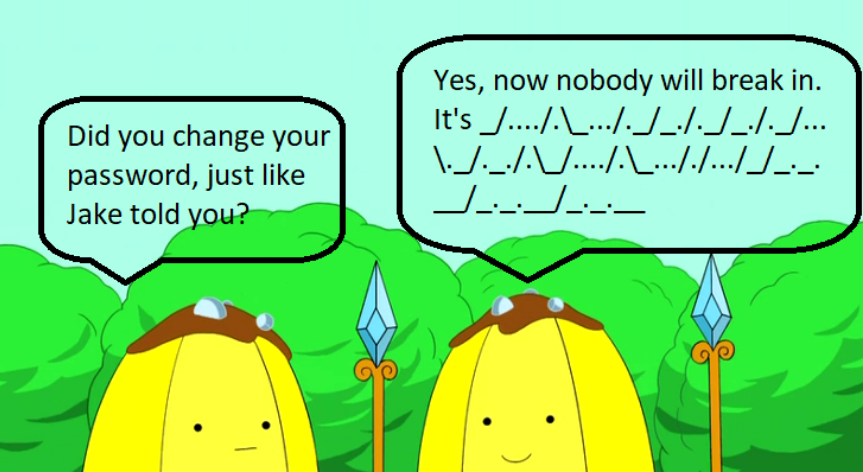 Did you change your
password, just like
Jake told you?
Yes, now nobody will break in.
It's _/..../.\_.../._/_./._/_./._/...
\._/._./.\_/..../.\_..././.../_/_._.
__/_._.__/_._.__